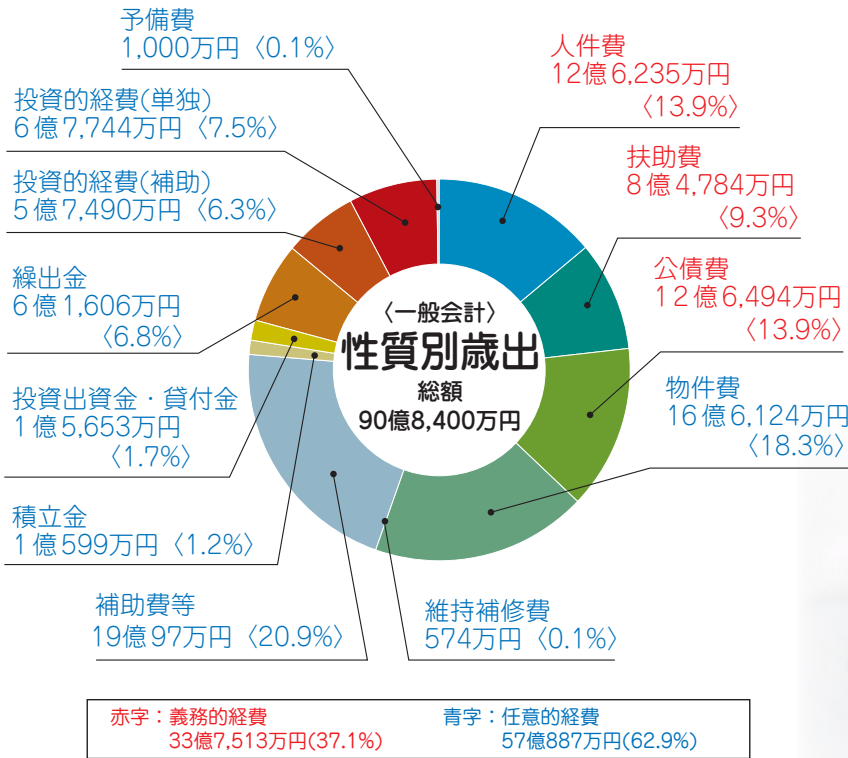 予備費
1,000万円〈0.1%〉
人件費
12億6,235万円
〈13.9%〉
投資的経費(単独)
6億7,744万円〈7.5%〉
扶助費
8億4,784万円
〈9.3%〉
投資的経費(補助)
5億7,490万円〈6.3%〉
公債費
12億6,494万円
〈13.9%〉
繰出金
6億1,606万円
〈6.8%〉
〈一般会計〉
性質別歳出
総額
90億8,400万円
物件費
16億6,124万円
〈18.3%〉
投資出資金・貸付金
1億5,653万円
〈1.7%〉
積立金
1億599万円〈1.2%〉
補助費等
19億97万円〈20.9%〉
維持補修費
574万円〈0.1%〉
赤字：義務的経費
33億7,513万円(37.1%)
青字：任意的経費
57億887万円(62.9%)